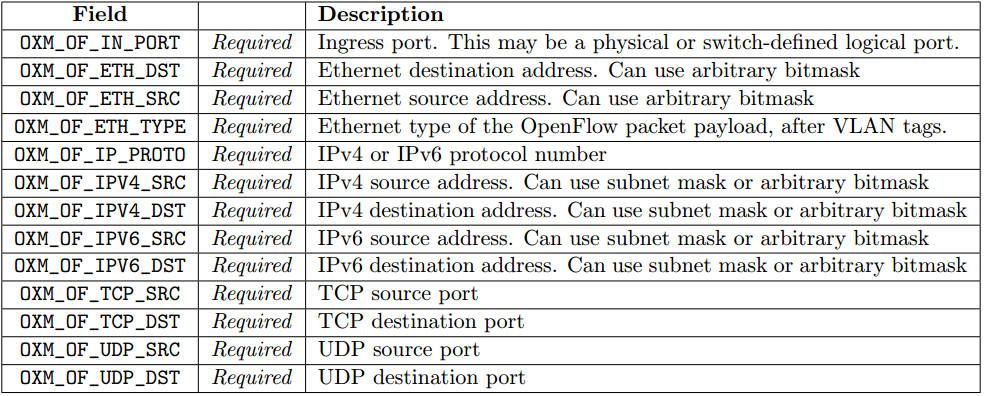 Field Description
OXM_OF_IN_PORT Required Ingress port. This may be a physical or switch-defined logical port.
OXM_OF_ETH_DST Required Ethernet destination address. Can use arbitrary bitmask
OXM_OF_ETH_SRC Required Ethernet source address. Can use arbitrary bitmask
OXM_OF_ETH_TYPE Required Ethernet type of the OpenFlow packet payload, after VLAN tags.
OXM_OF_IP_PROTO Required IPv4 or IPv6 protocol number
OXM_OF_IPV4_SRC Required IPv4 source address. Can use subnet mask or arbitrary bitmask
OXM_OF_IPV4_DST Required IPv4 destination address. Can use subnet mask or arbitrary bitmask
OXM_OF_IPV6_SRC Required IPv6 source address. Can use subnet mask or arbitrary bitmask
OXM_OF_IPV6_DST Required IPv6 destination address. Can use subnet mask or arbitrary bitmask
OXM_OF_TCP_SRC Required TCP source port
OXM_OF_TCP_DST Required TCP destination port
OXM_OF_UDP_SRC Required UDP source port
OXM_OF_UDP_DST Required UDP destination port